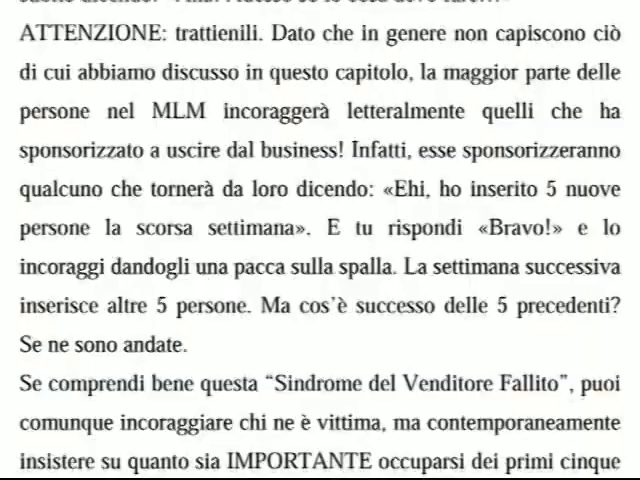 ATTENZIONE: trattienili. Dato che in genere non capiscono ciò
di cui abbiamo discusso in questo capitolo, la maggior parte delle
persone nel MLM incoraggerà letteralmente quelli che ha
sponsorizzato a uscire dal business! Infatti, esse sponsorizzeranno
qualcuno che tornerà da loro dicendo: «Ehi, ho inserito 5 nuove
persone la scorsa settimana». E tu rispondi «Bravo!» e lo
incoraggi dandogli una pacca sulla spalla. La settimana successiva
inserisce altre 5 persone. Ma cos'è successo delle 5 precedenti?
Se ne sono andate.
Se comprendi bene questa “Sindrome del Venditore Fallito”, puoi
comunque incoraggiare chi ne è vittima, ma contemporaneamente
insistere su quanto sia IMPORTANTE occuparsi dei primi cinque